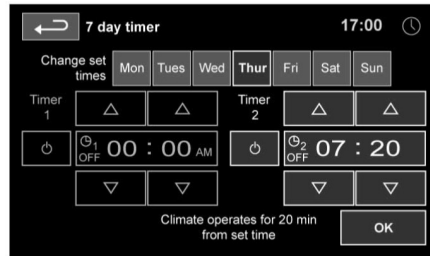 7 day timer 17:00
Change set
times
Mon Tues Wed Thur Fri Sat Sun
Timer
1
1
OFF
00 : 00 AM
Timer
2
2
OFF
07 : 20
Climate operates for 20 min
from set time
OK